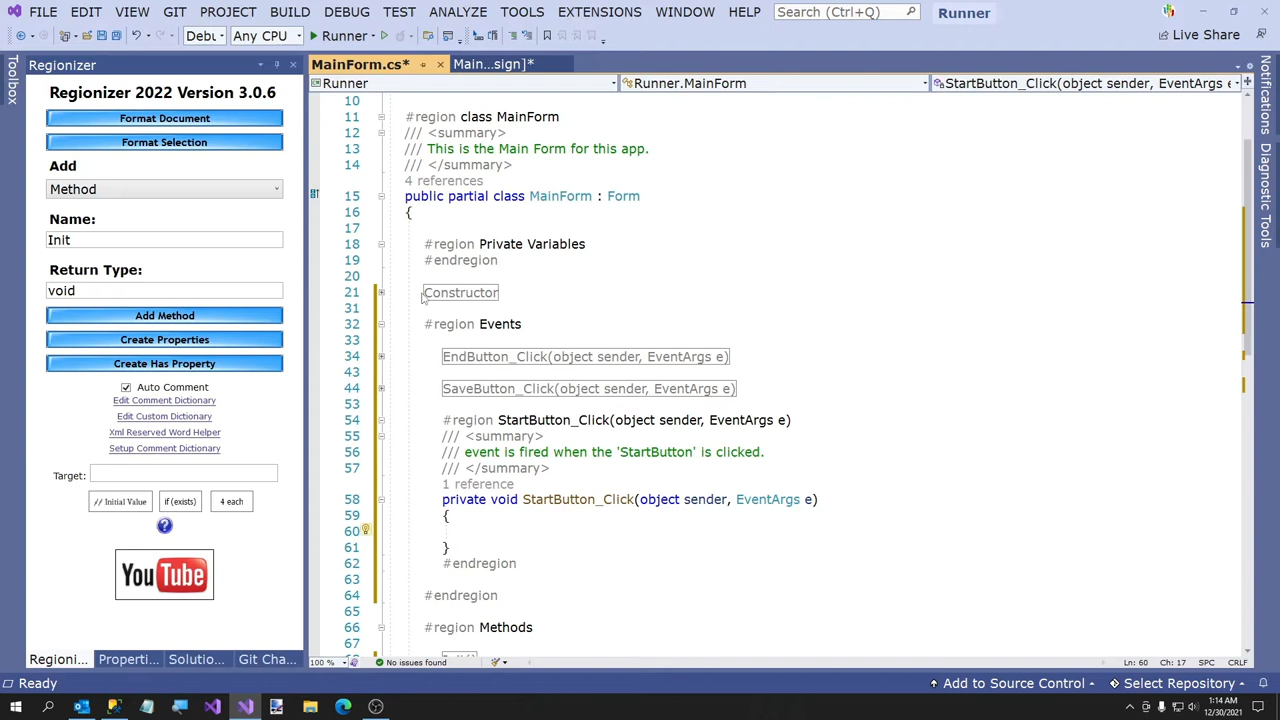 FILE EDIT VIEW GIT PROJECT BUILD DEBUG TEST ANALYZE TOOLS EXTENSIONS WINDOW HELP Search (Ctrl+Q) Runner
Debu Any CPU Runner Live Share
Toolbox
Regionizer
Regionizer 2022 Version 3.0.6
Format Document
Format Selection
Add
Method
Name:
Init
Return Type:
void
Add Method
Create Properties
Create Has Property
Auto Comment
Edit Comment Dictionary
Edit Custom Dictionary
Xml Reserved Word Helper
Setup Comment Dictionary
Target:
// Initial Value if (exists) 4 each
?
YouTube
Regioni... Properti... Solutio... Git Cha...
MainForm.cs* Main...sign]*
Runner Runner.MainForm StartButton_Click(object sender, EventArgs e
10
11 #region class MainForm
12 /// <summary>
13 /// This is the Main Form for this app.
14 /// </summary>
4 references
15 public partial class MainForm : Form
16 {
17
18 #region Private Variables
19 #endregion
20
21 Constructor
31
32 #region Events
33
34 EndButton_Click(object sender, EventArgs e)
43
44 SaveButton_Click(object sender, EventArgs e)
53
54 #region StartButton_Click(object sender, EventArgs e)
55 /// <summary>
56 /// event is fired when the 'StartButton' is clicked.
57 /// </summary>
1 reference
58 private void StartButton_Click(object sender, EventArgs e)
59 {
60
61 }
62 #endregion
63
64 #endregion
65
66 #region Methods
67
100 % No issues found Ln: 60 Ch: 17 SPC CRLF
Notifications
Diagnostic Tools
Ready Add to Source Control Select Repository
1:14 AM
12/30/2021